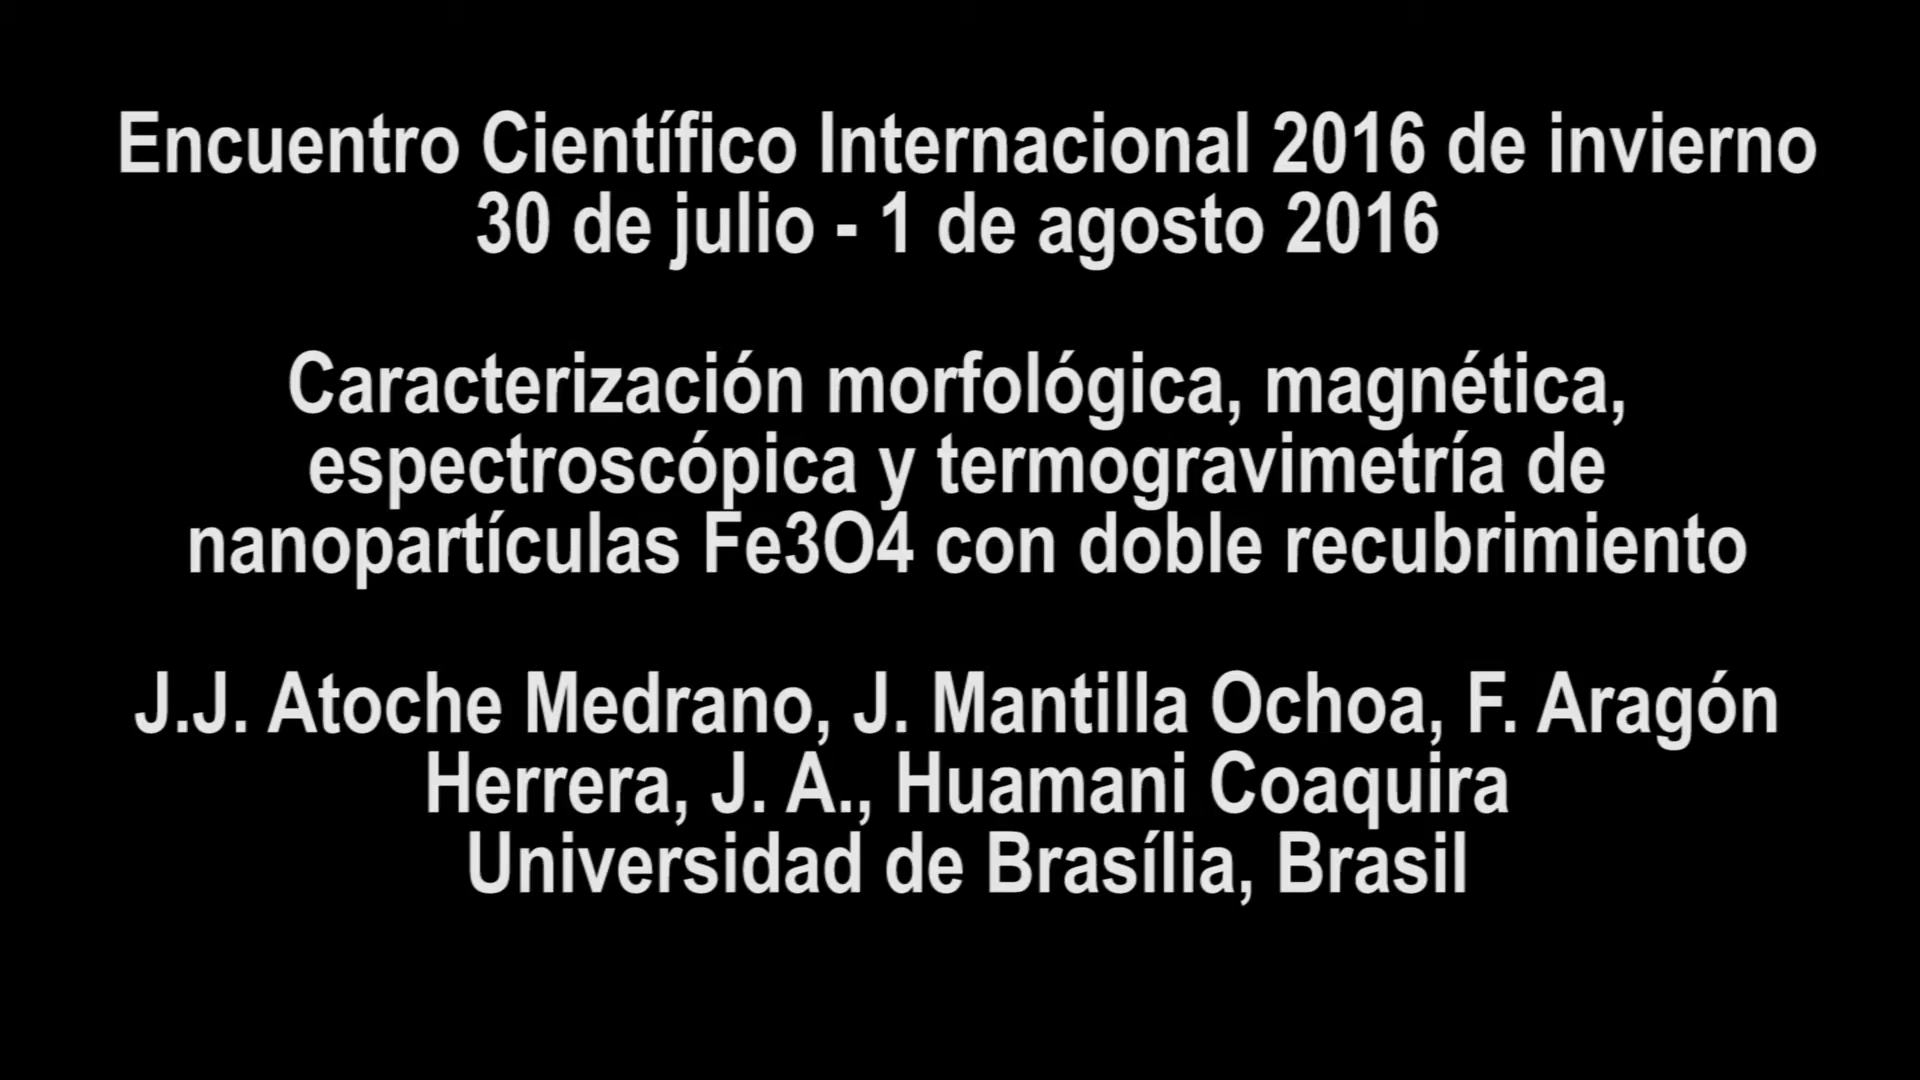 Encuentro Científico Internacional 2016 de invierno
30 de julio - 1 de agosto 2016
Caracterización morfológica, magnética,
espectroscópica y termogravimetría de
nanopartículas Fe3O4 con doble recubrimiento
J.J. Atoche Medrano, J. Mantilla Ochoa, F. Aragón
Herrera, J. A., Huamani Coaquira
Universidad de Brasília, Brasil